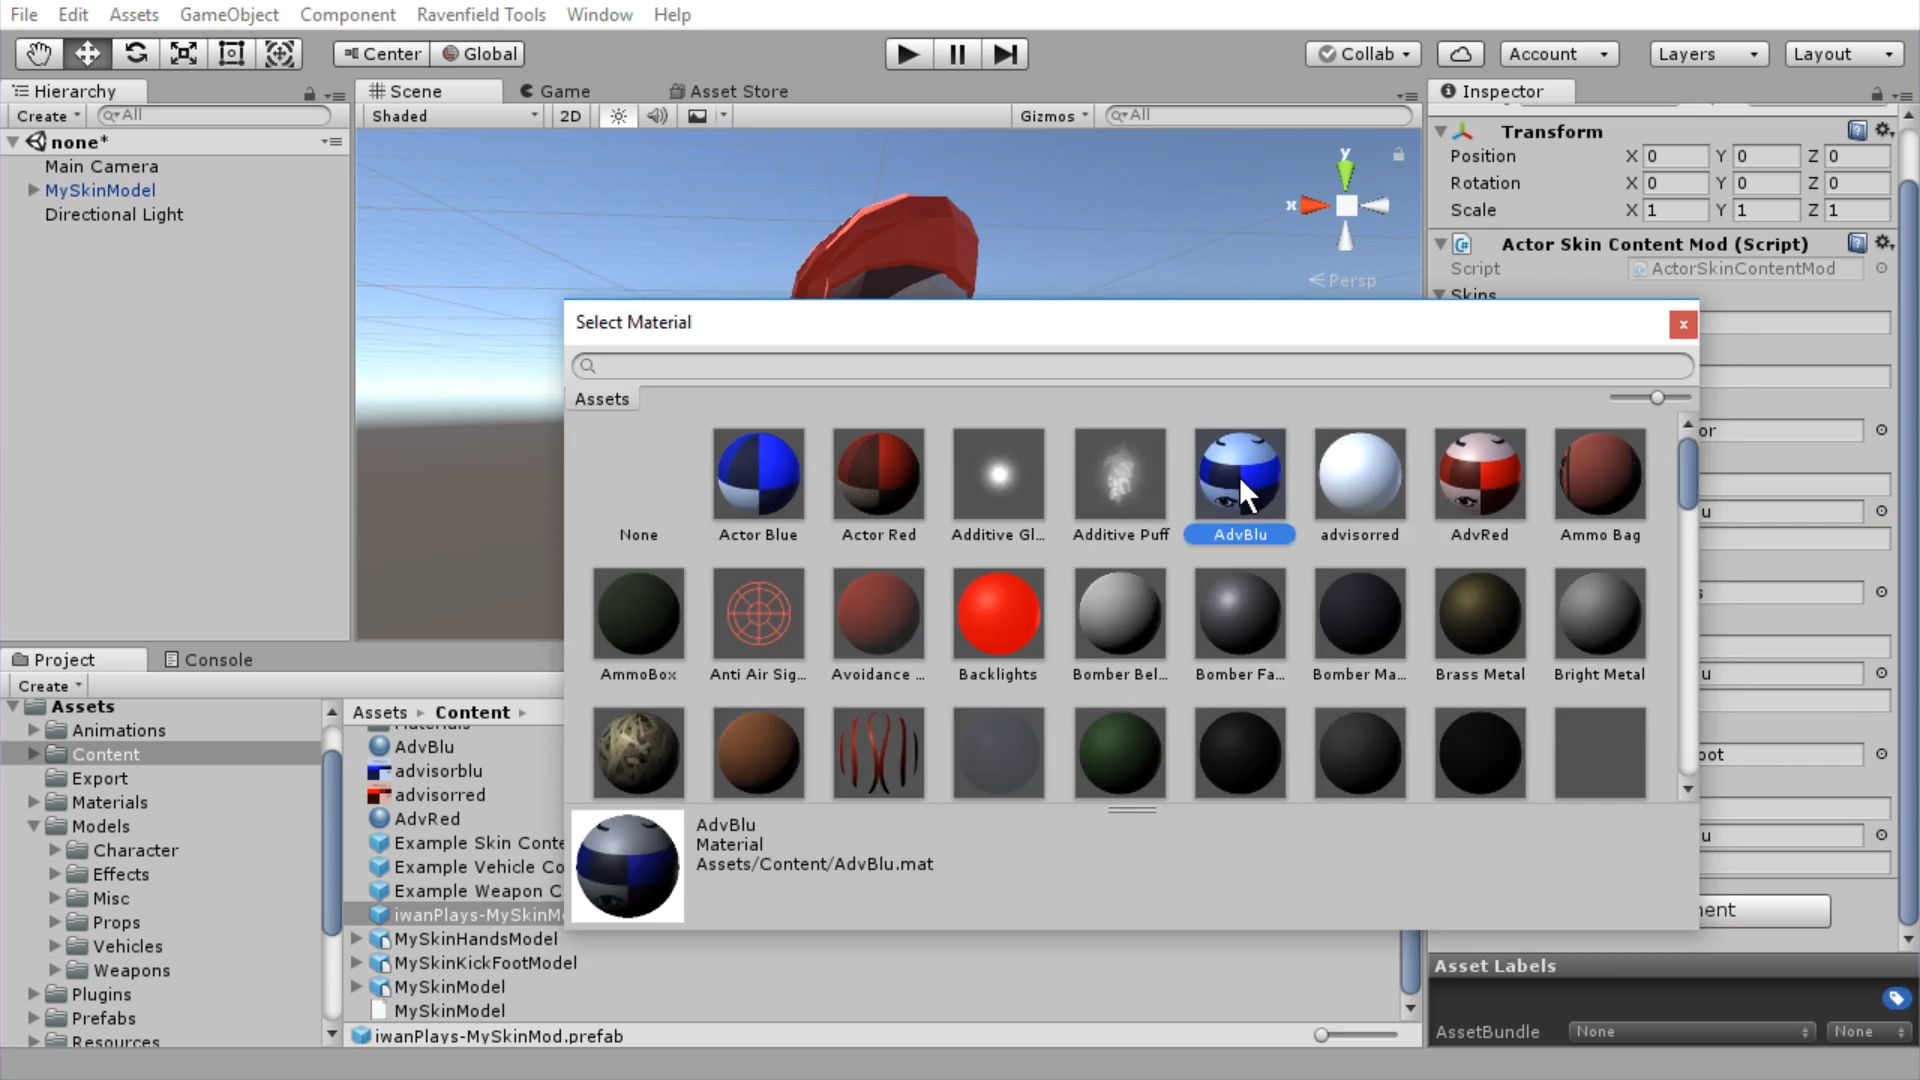 File Edit Assets GameObject Component Ravenfield Tools Window Help
Center Global Collab Account Layers Layout
Hierarchy
Create All
none*
Main Camera
MySkinModel
Directional Light
Scene Game Asset Store
Shaded 2D Gizmos All
y
x
Persp
Inspector
Transform
Position X 0 Y 0 Z 0
Rotation X 0 Y 0 Z 0
Scale X 1 Y 1 Z 1
Actor Skin Content Mod (Script)
Script ActorSkinContentMod
Skins
Select Material
x
Assets
None Actor Blue Actor Red Additive Gl... Additive Puff AdvBlu advisorred AdvRed Ammo Bag
AmmoBox Anti Air Sig... Avoidance ... Backlights Bomber Bel... Bomber Fa... Bomber Ma... Brass Metal Bright Metal
AdvBlu
Material
Assets/Content/AdvBlu.mat
Project Console
Create
Assets
Animations
Content
Export
Materials
Models
Character
Effects
Misc
Props
Vehicles
Weapons
Plugins
Prefabs
Resources
Assets Content
Materials
AdvBlu
advisorblu
advisorred
AdvRed
Example Skin Conte
Example Vehicle Co
Example Weapon C
iwanPlays-MySkinM
MySkinHandsModel
MySkinKickFootModel
MySkinModel
MySkinModel
iwanPlays-MySkinMod.prefab
or
u
s
u
oot
u
nent
Asset Labels
AssetBundle None None